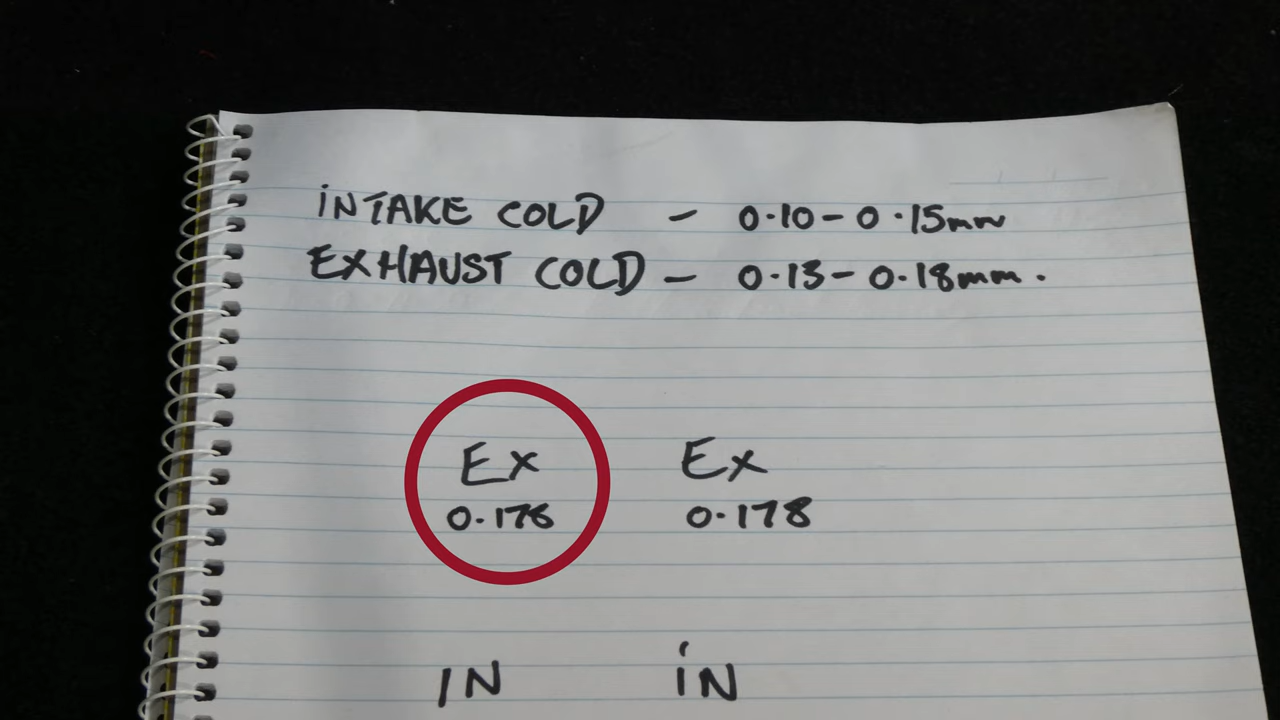 iNTAKE COLD - 0.10-0.15mm
EXHAUST COLD - 0.13-0.18mm.
Ex Ex
0.178 0.178
IN iN